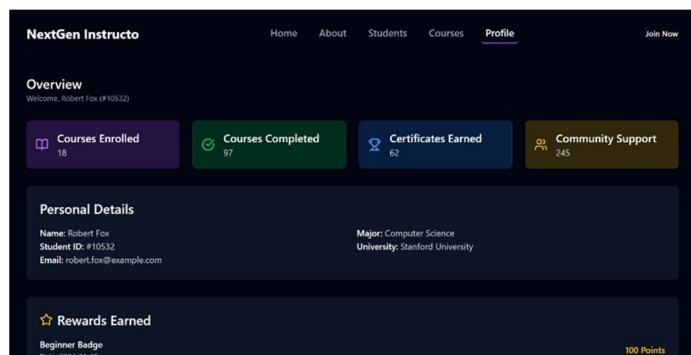 NextGen Instructo
Home About Students Courses Profile
Join Now
Overview
Welcome, Robert Fox (#10532)
Courses Enrolled
18
Courses Completed
97
Certificates Earned
62
Community Support
245
Personal Details
Name: Robert Fox
Student ID: #10532
Email: robert.fox@example.com
Major: Computer Science
University: Stanford University
Rewards Earned
Beginner Badge
100 Points